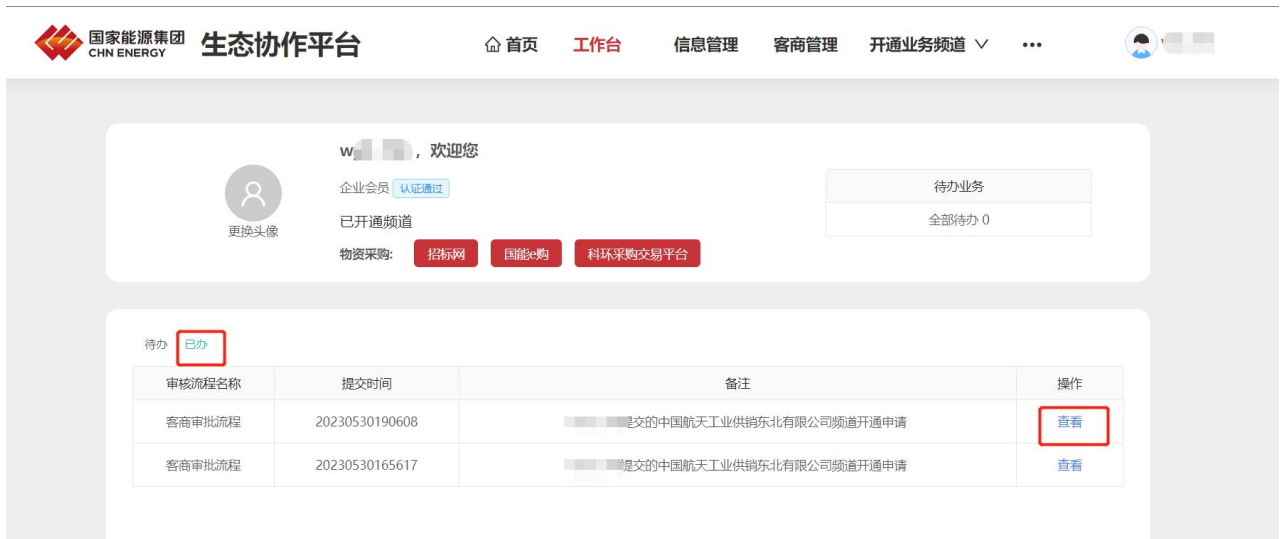 国家能源集团
CHN ENERGY
生态协作平台
首页 工作台 信息管理 客商管理 开通业务频道 •••
w ，欢迎您
企业会员 认证通过
更换头像
已开通频道
物资采购: 招标网 国能e购 科环采购交易平台
待办业务
全部待办 0
待办 已办
审核流程名称 提交时间 备注 操作
客商审批流程 20230530190608 提交的中国航天工业供销东北有限公司频道开通申请 查看
客商审批流程 20230530165617 提交的中国航天工业供销东北有限公司频道开通申请 查看